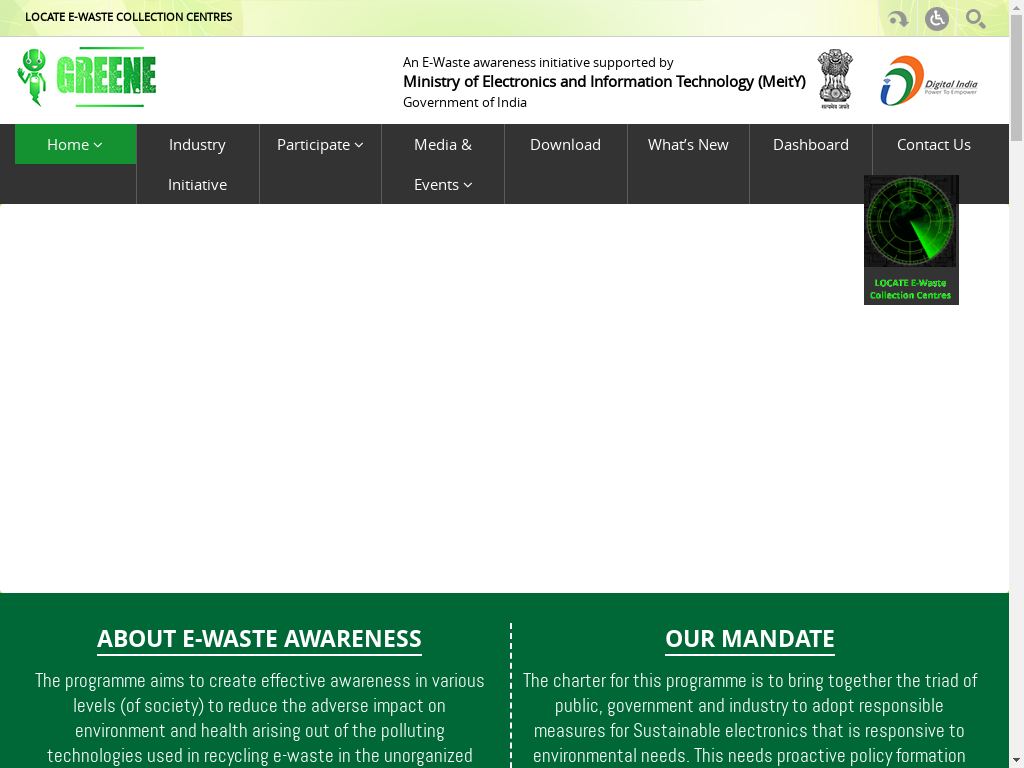 LOCATE E-WASTE COLLECTION CENTRES
GREENE
An E-Waste awareness initiative supported by
Ministry of Electronics and Information Technology (MeitY)
Government of India
सत्यमेव जयते
Digital India
Power To Empower
Home
Industry Initiative
Participate
Media & Events
Download
What's New
Dashboard
Contact Us
LOCATE E-Waste
Collection Centres
ABOUT E-WASTE AWARENESS
The programme aims to create effective awareness in various
levels (of society) to reduce the adverse impact on
environment and health arising out of the polluting
technologies used in recycling e-waste in the unorganized
OUR MANDATE
The charter for this programme is to bring together the triad of
public, government and industry to adopt responsible
measures for Sustainable electronics that is responsive to
environmental needs. This needs proactive policy formation